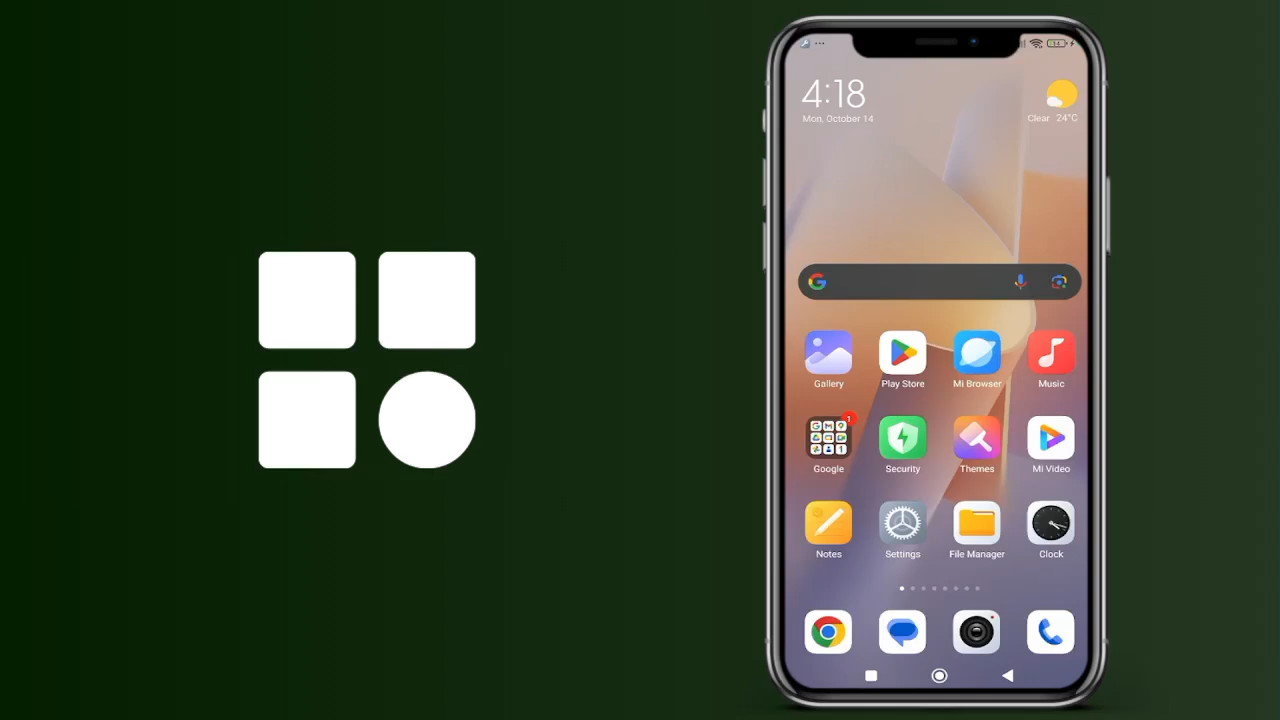 4:18
Mon, October 14
Clear 24°C
Gallery
Play Store
Mi Browser
Music
1
Google
Security
Themes
Mi Video
Notes
Settings
File Manager
Clock